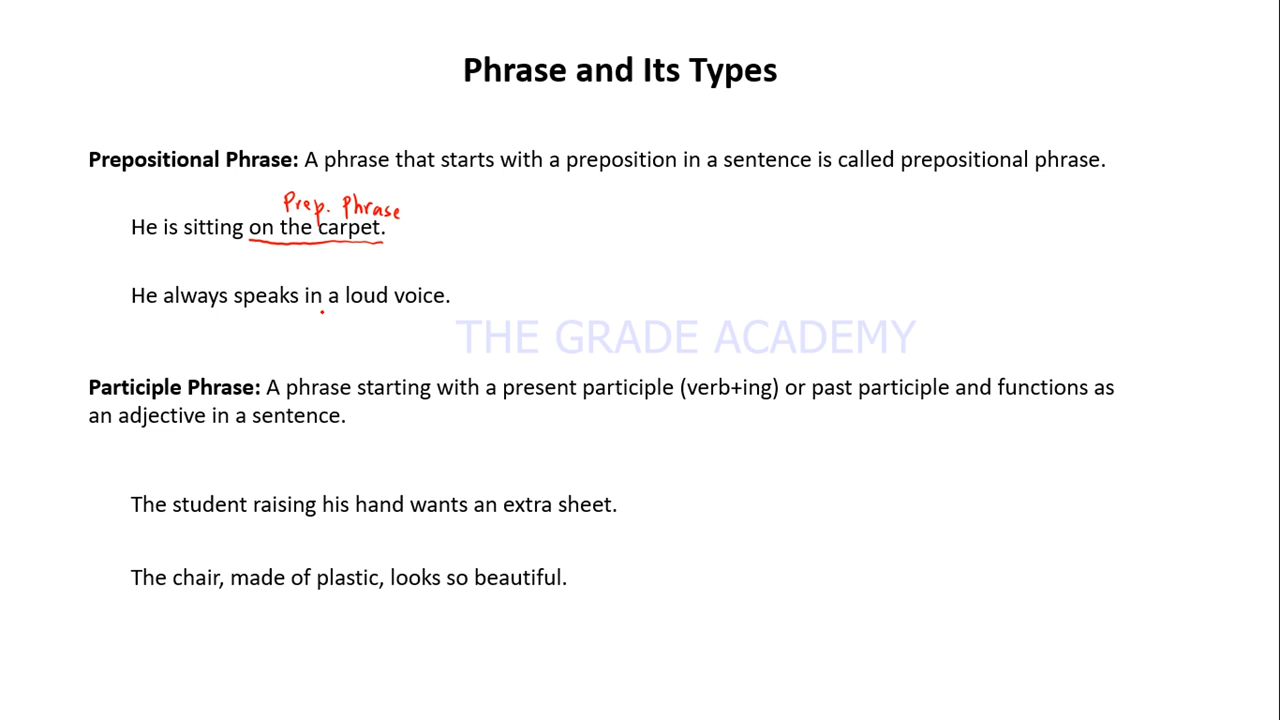 Phrase and Its Types
Prepositional Phrase: A phrase that starts with a preposition in a sentence is called prepositional phrase.
Prep. Phrase
He is sitting on the carpet.
He always speaks in a loud voice.
THE GRADE ACADEMY
Participle Phrase: A phrase starting with a present participle (verb+ing) or past participle and functions as
an adjective in a sentence.
The student raising his hand wants an extra sheet.
The chair, made of plastic, looks so beautiful.